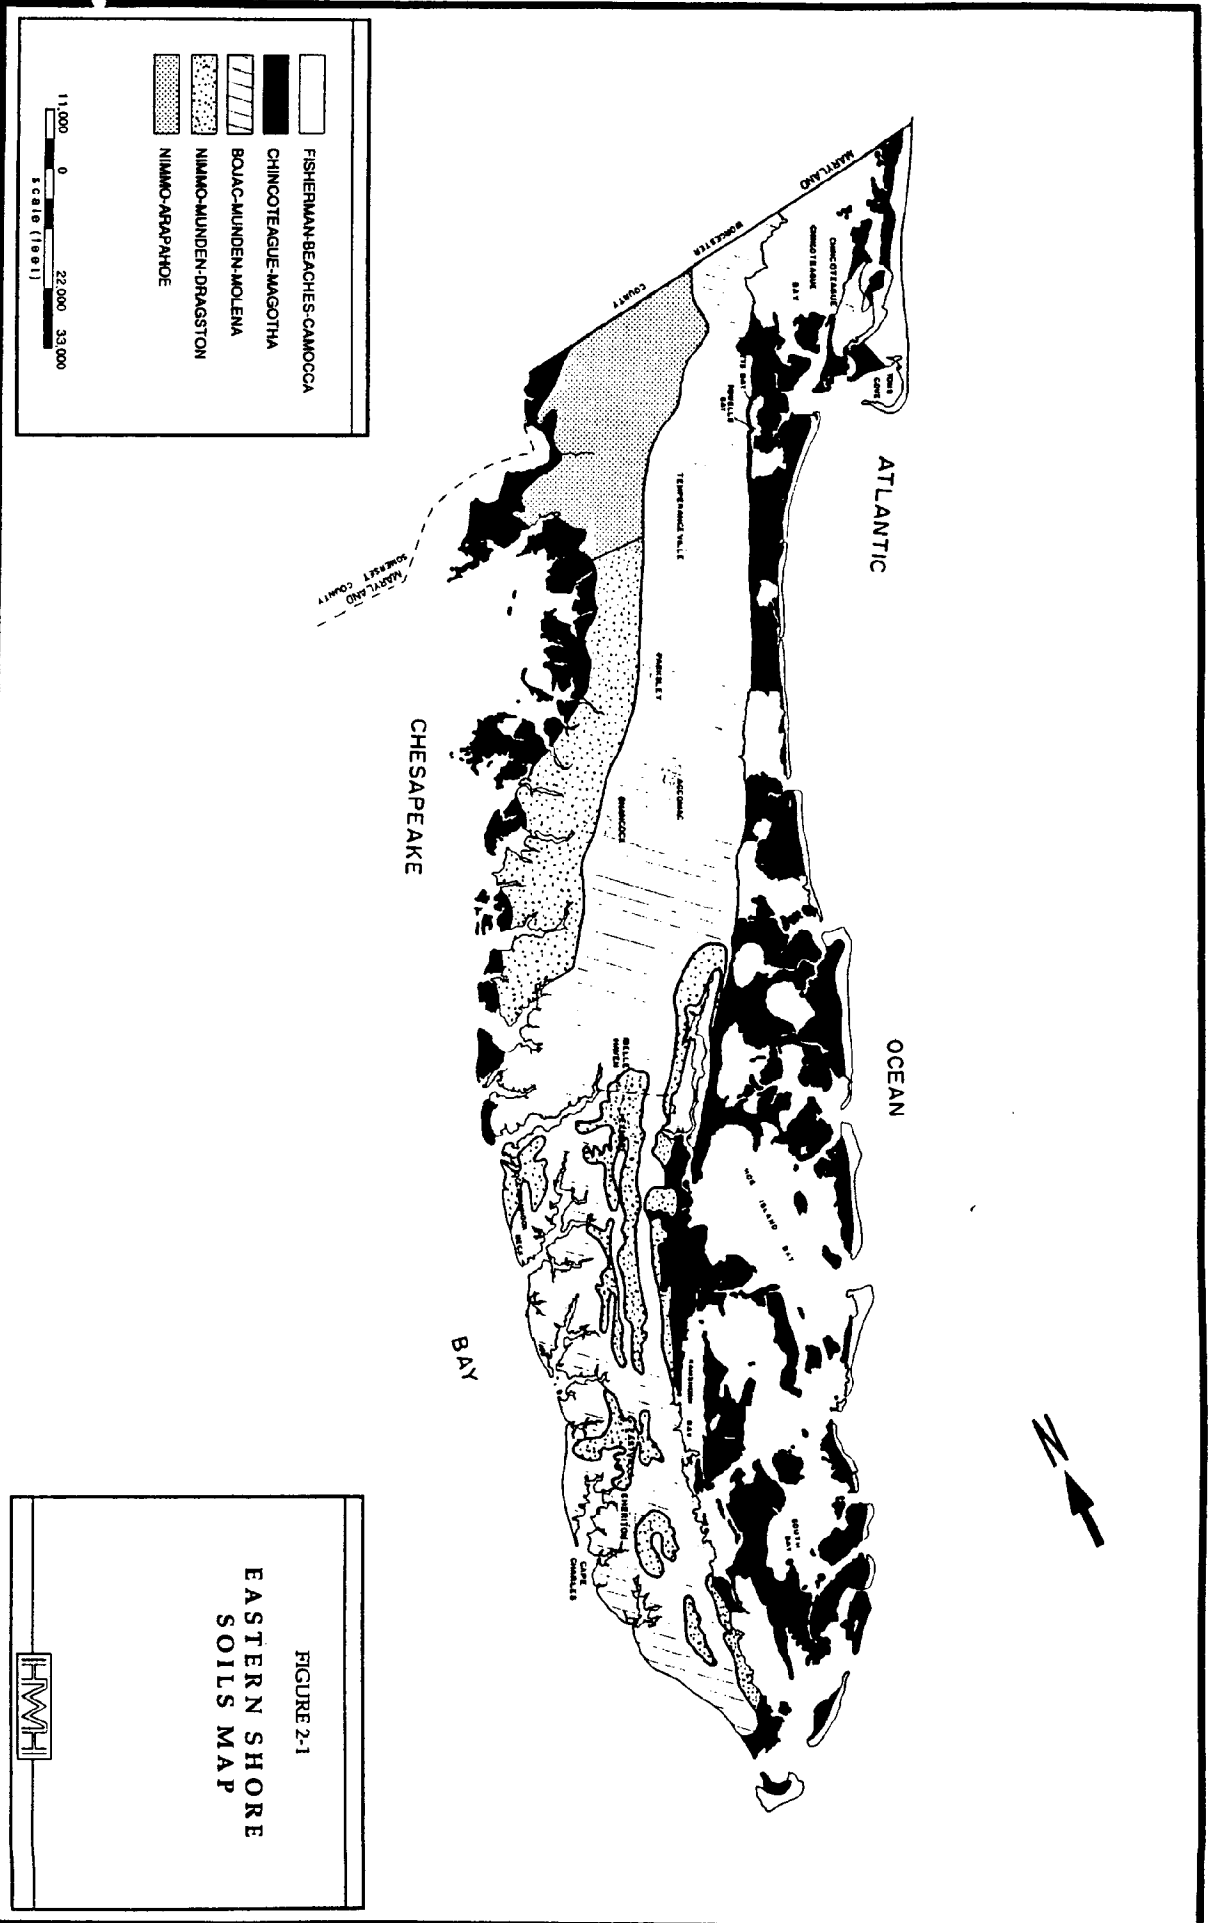 MARYLAND
WORCESTER
COUNTY
CHINCOTEAGUE
CHINCOTEAGUE
BAY
TOMS
COVE
POWELLS
BAY
ATLANTIC
OCEAN
TEMPERANCEVILLE
PARKSLEY
ACCOMAC
ONANCOCK
MARYLAND
SOMERSET COUNTY
CHESAPEAKE
BAY
BELLE
HAVEN
HOG ISLAND BAY
SOUTH
BAY
CHERITON
CAPE
CHARLES
N
FISHERMAN-BEACHES-CAMOCCA
CHINCOTEAGUE-MAGOTHA
BOJAC-MUNDEN-MOLENA
NIMMO-MUNDEN-DRAGSTON
NIMMO-ARAPAHOE
11,000 0 22,000 33,000
scale (feet)
FIGURE 2-1
EASTERN SHORE
SOILS MAP
HWH